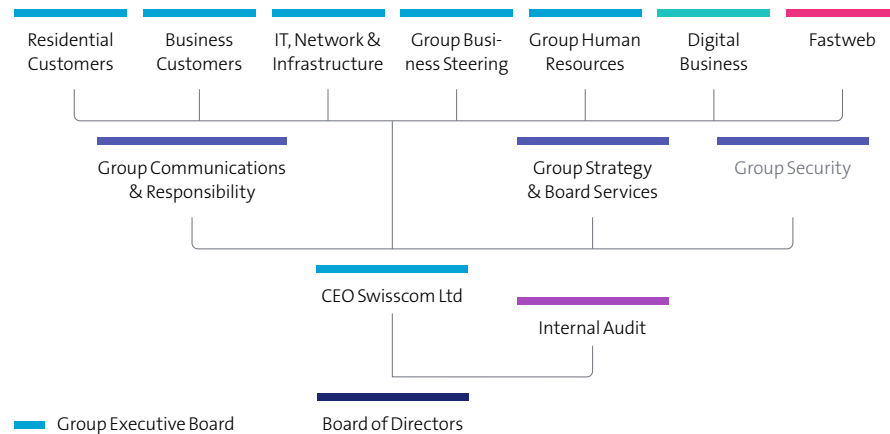 Residential
Customers
Business
Customers
IT, Network &
Infrastructure
Group Busi-
ness Steering
Group Human
Resources
Digital
Business
Fastweb
Group Communications
& Responsibility
Group Strategy
& Board Services
Group Security
CEO Swisscom Ltd
Internal Audit
Group Executive Board
Board of Directors